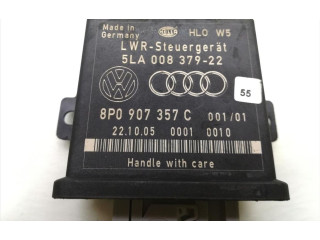 Made in
Germany
HELLA
HLO W5
LWR-Steuergerät
5LA 008 379-22
55
8P0 907 357 C 001/01
22.10.05 0001 0010
Handle with care